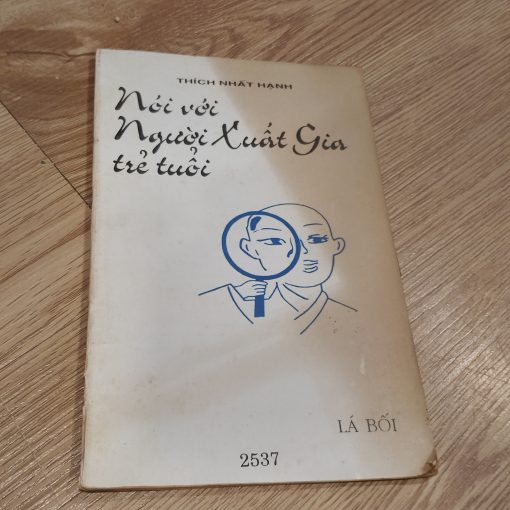 THÍCH NHẤT HẠNH
Nói với
Người Xuất Gia
trẻ tuổi
LÁ BỐI
2537